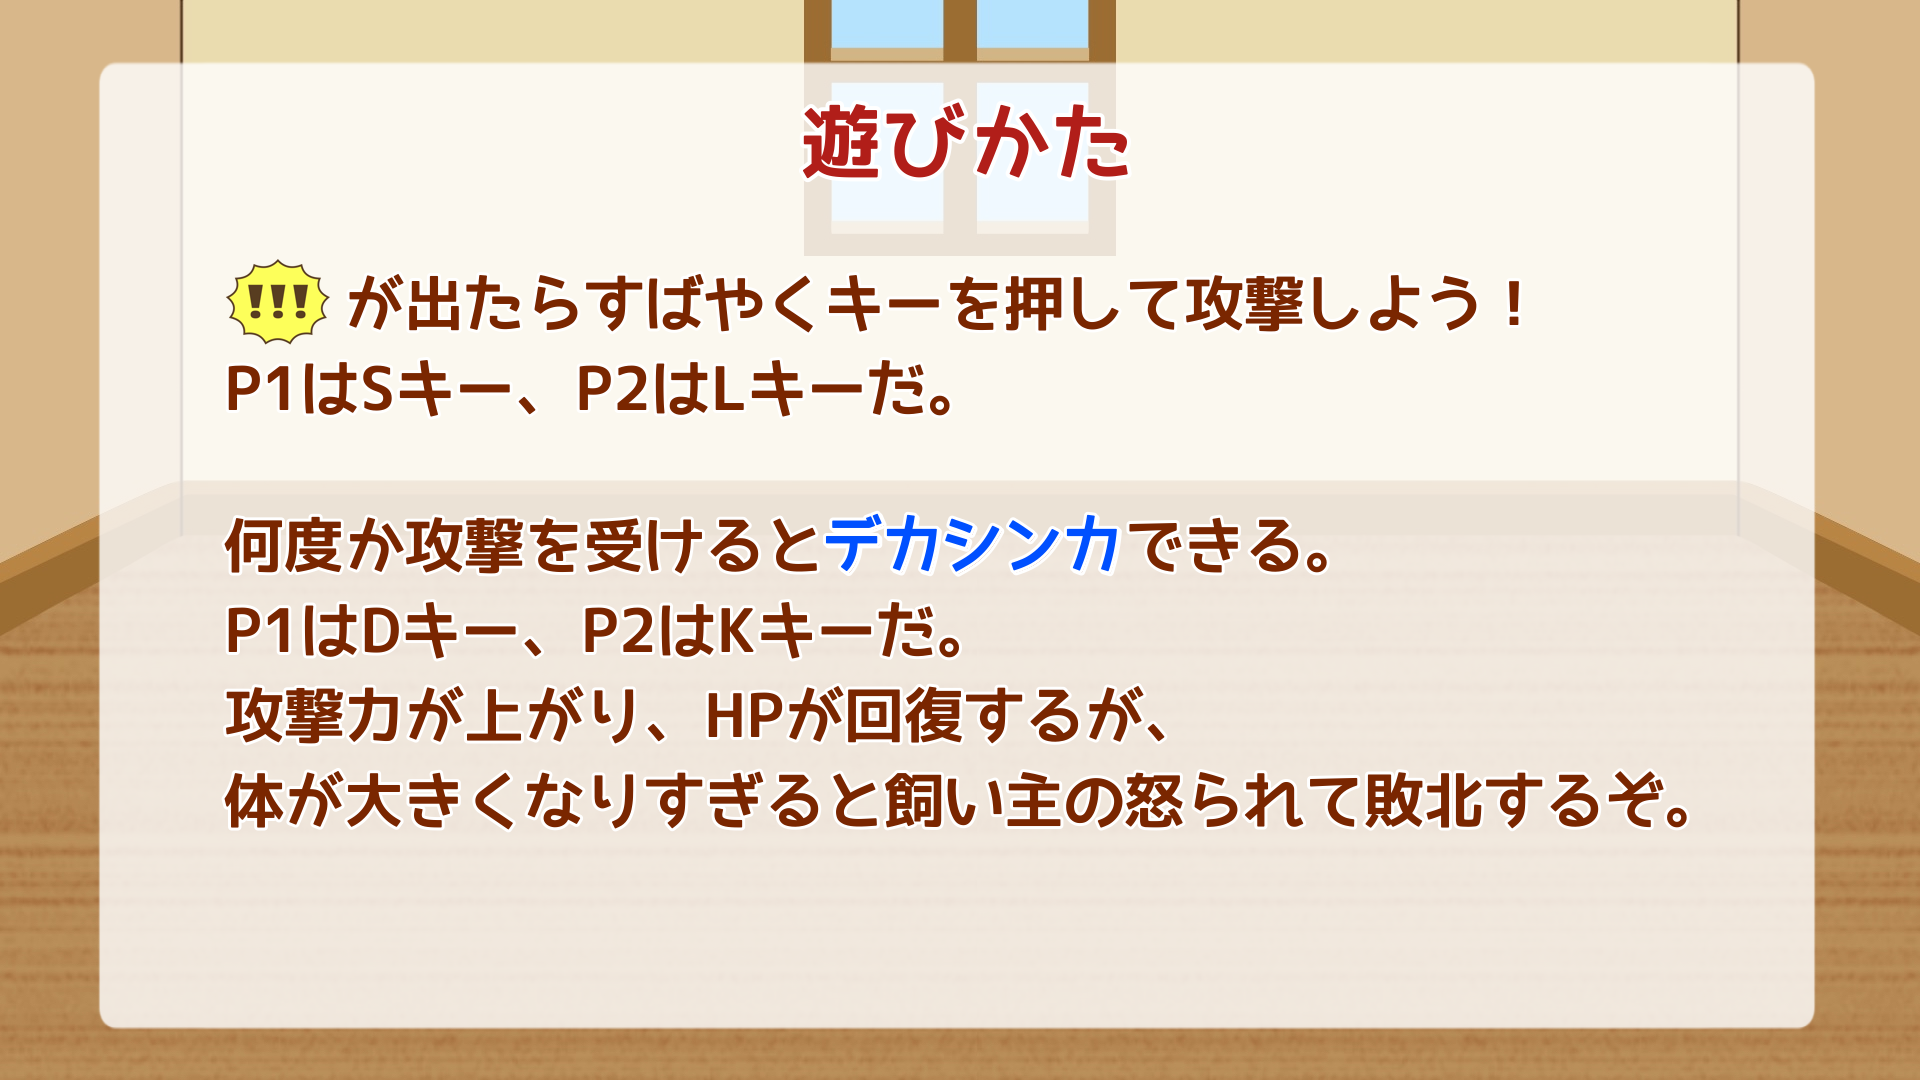 遊びかた
!!! が出たらすばやくキーを押して攻撃しよう！
P1はSキー、P2はLキーだ。
何度か攻撃を受けるとデカシンカできる。
P1はDキー、P2はKキーだ。
攻撃力が上がり、HPが回復するが、
体が大きくなりすぎると飼い主の怒られて敗北するぞ。